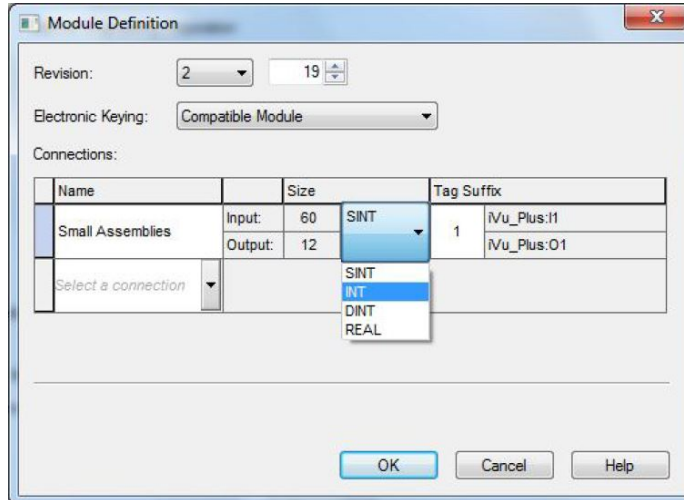 Module Definition
Revision: 2 19
Electronic Keying: Compatible Module
Connections:
Name Size Tag Suffix
Small Assemblies Input: 60 SINT 1 iVu_Plus:I1
Output: 12 iVu_Plus:O1
Select a connection
SINT
INT
DINT
REAL
OK Cancel Help